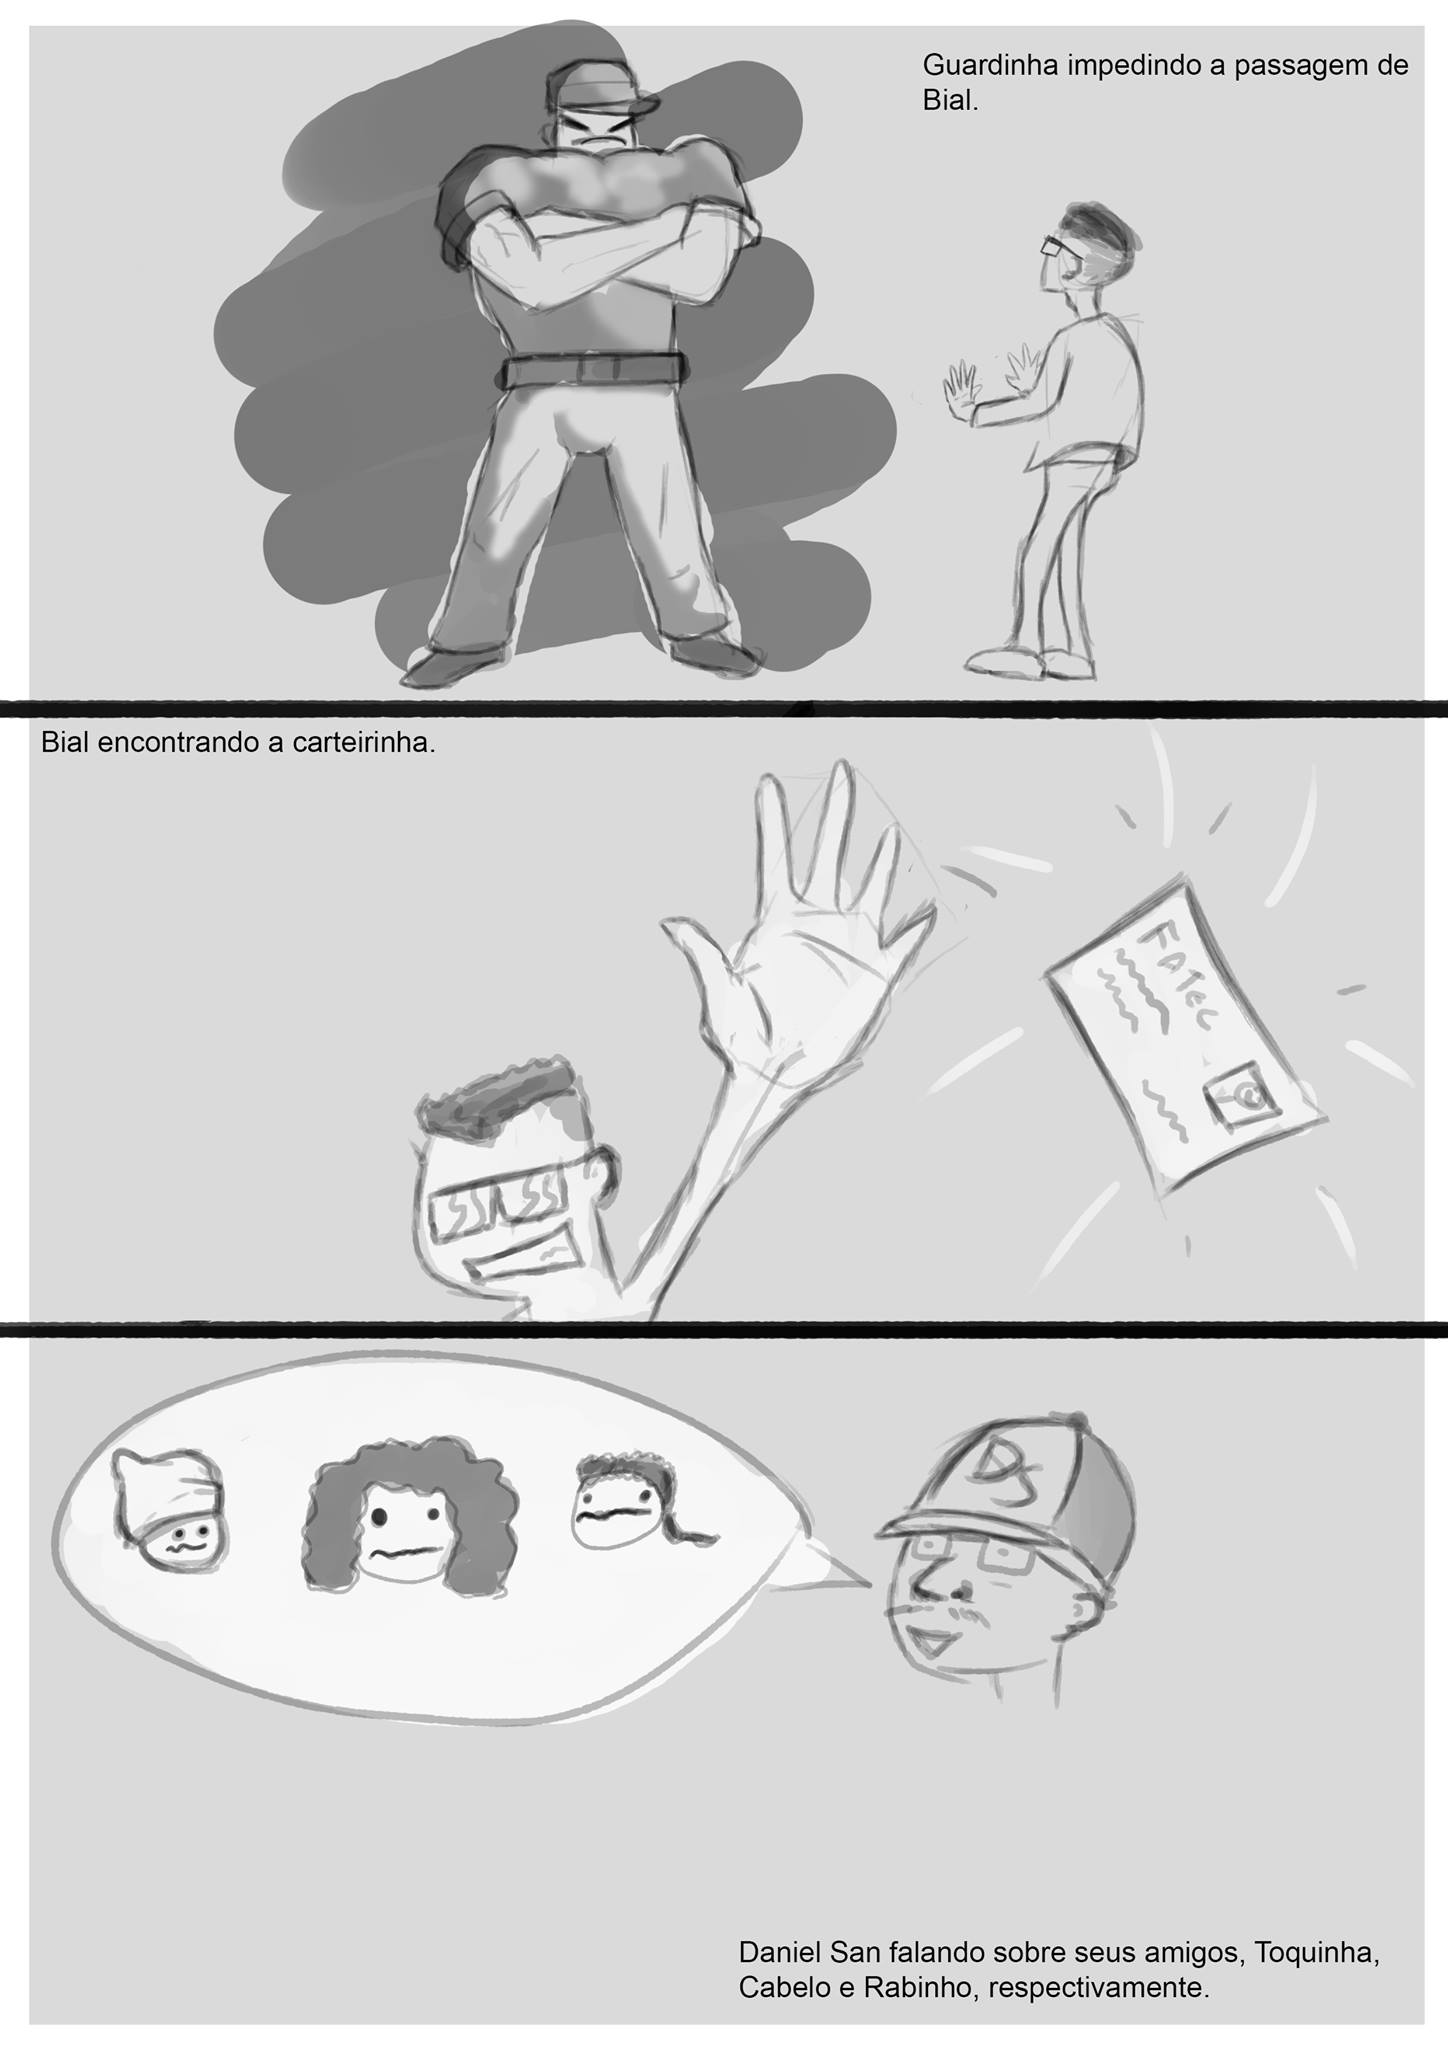 Guardinha impedindo a passagem de
Bial.
Bial encontrando a carteirinha.
FATEC
DS
Daniel San falando sobre seus amigos, Toquinha,
Cabelo e Rabinho, respectivamente.